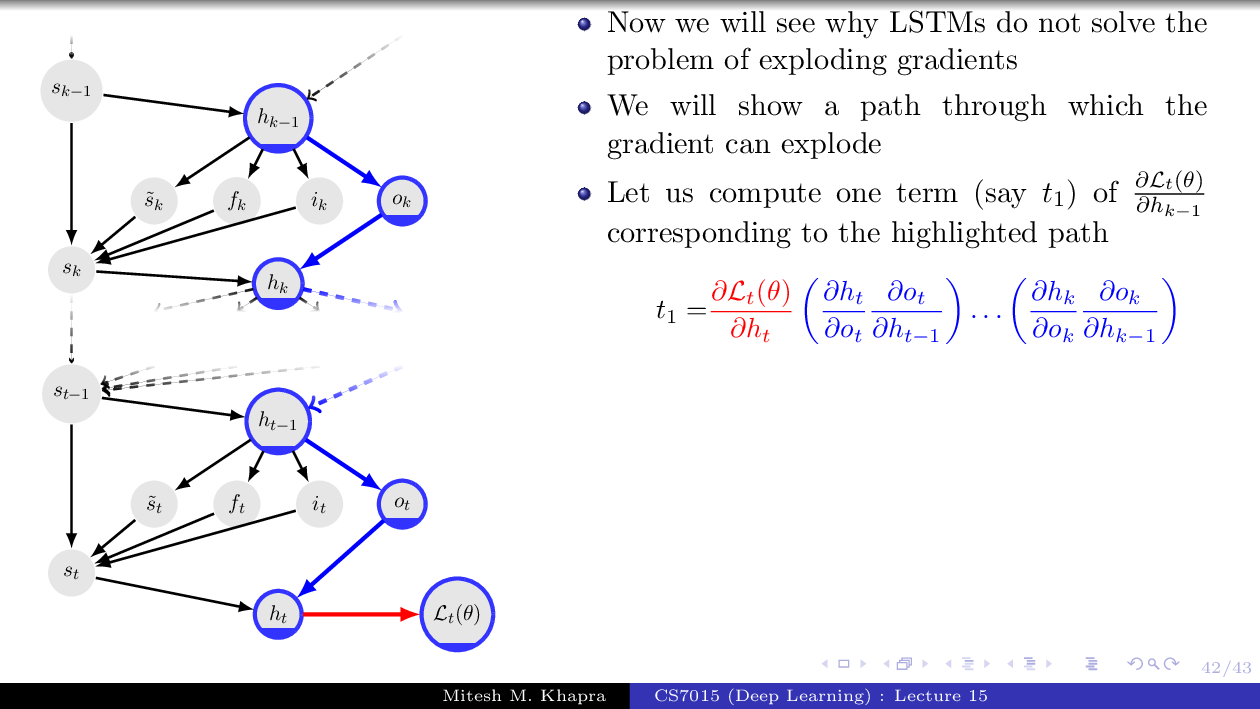 Now we will see why LSTMs do not solve the
problem of exploding gradients
We will show a path through which the
gradient can explode
Let us compute one term (say t₁) of ∂ℒₜ(θ)/∂hₖ₋₁
corresponding to the highlighted path
t₁ = ∂ℒₜ(θ)/∂hₜ (∂hₜ/∂oₜ ∂oₜ/∂hₜ₋₁) … (∂hₖ/∂oₖ ∂oₖ/∂hₖ₋₁)
sₖ₋₁
hₖ₋₁
s̃ₖ fₖ iₖ oₖ
sₖ
hₖ
sₜ₋₁
hₜ₋₁
s̃ₜ fₜ iₜ oₜ
sₜ
hₜ ℒₜ(θ)
42/43
Mitesh M. Khapra CS7015 (Deep Learning) : Lecture 15